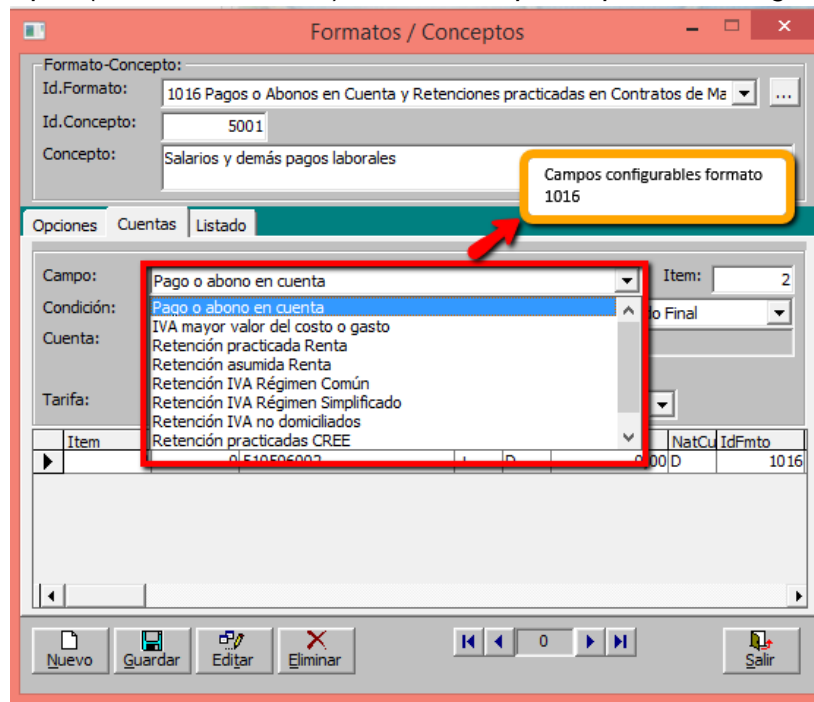 Formatos / Conceptos
Formato-Concepto:
Id.Formato:
1016 Pagos o Abonos en Cuenta y Retenciones practicadas en Contratos de Ma
...
Id.Concepto:
5001
Concepto:
Salarios y demás pagos laborales
Campos configurables formato
1016
Opciones Cuentas Listado
Campo:
Pago o abono en cuenta
Item:
2
Condición:
Pago o abono en cuenta
IVA mayor valor del costo o gasto
Retención practicada Renta
Retención asumida Renta
Retención IVA Régimen Común
Retención IVA Régimen Simplificado
Retención IVA no domiciliados
Retención practicadas CREE
do Final
Cuenta:
Tarifa:
Item NatCu IdFmto
00 D 1016
Nuevo Guardar Editar Eliminar 0 Salir